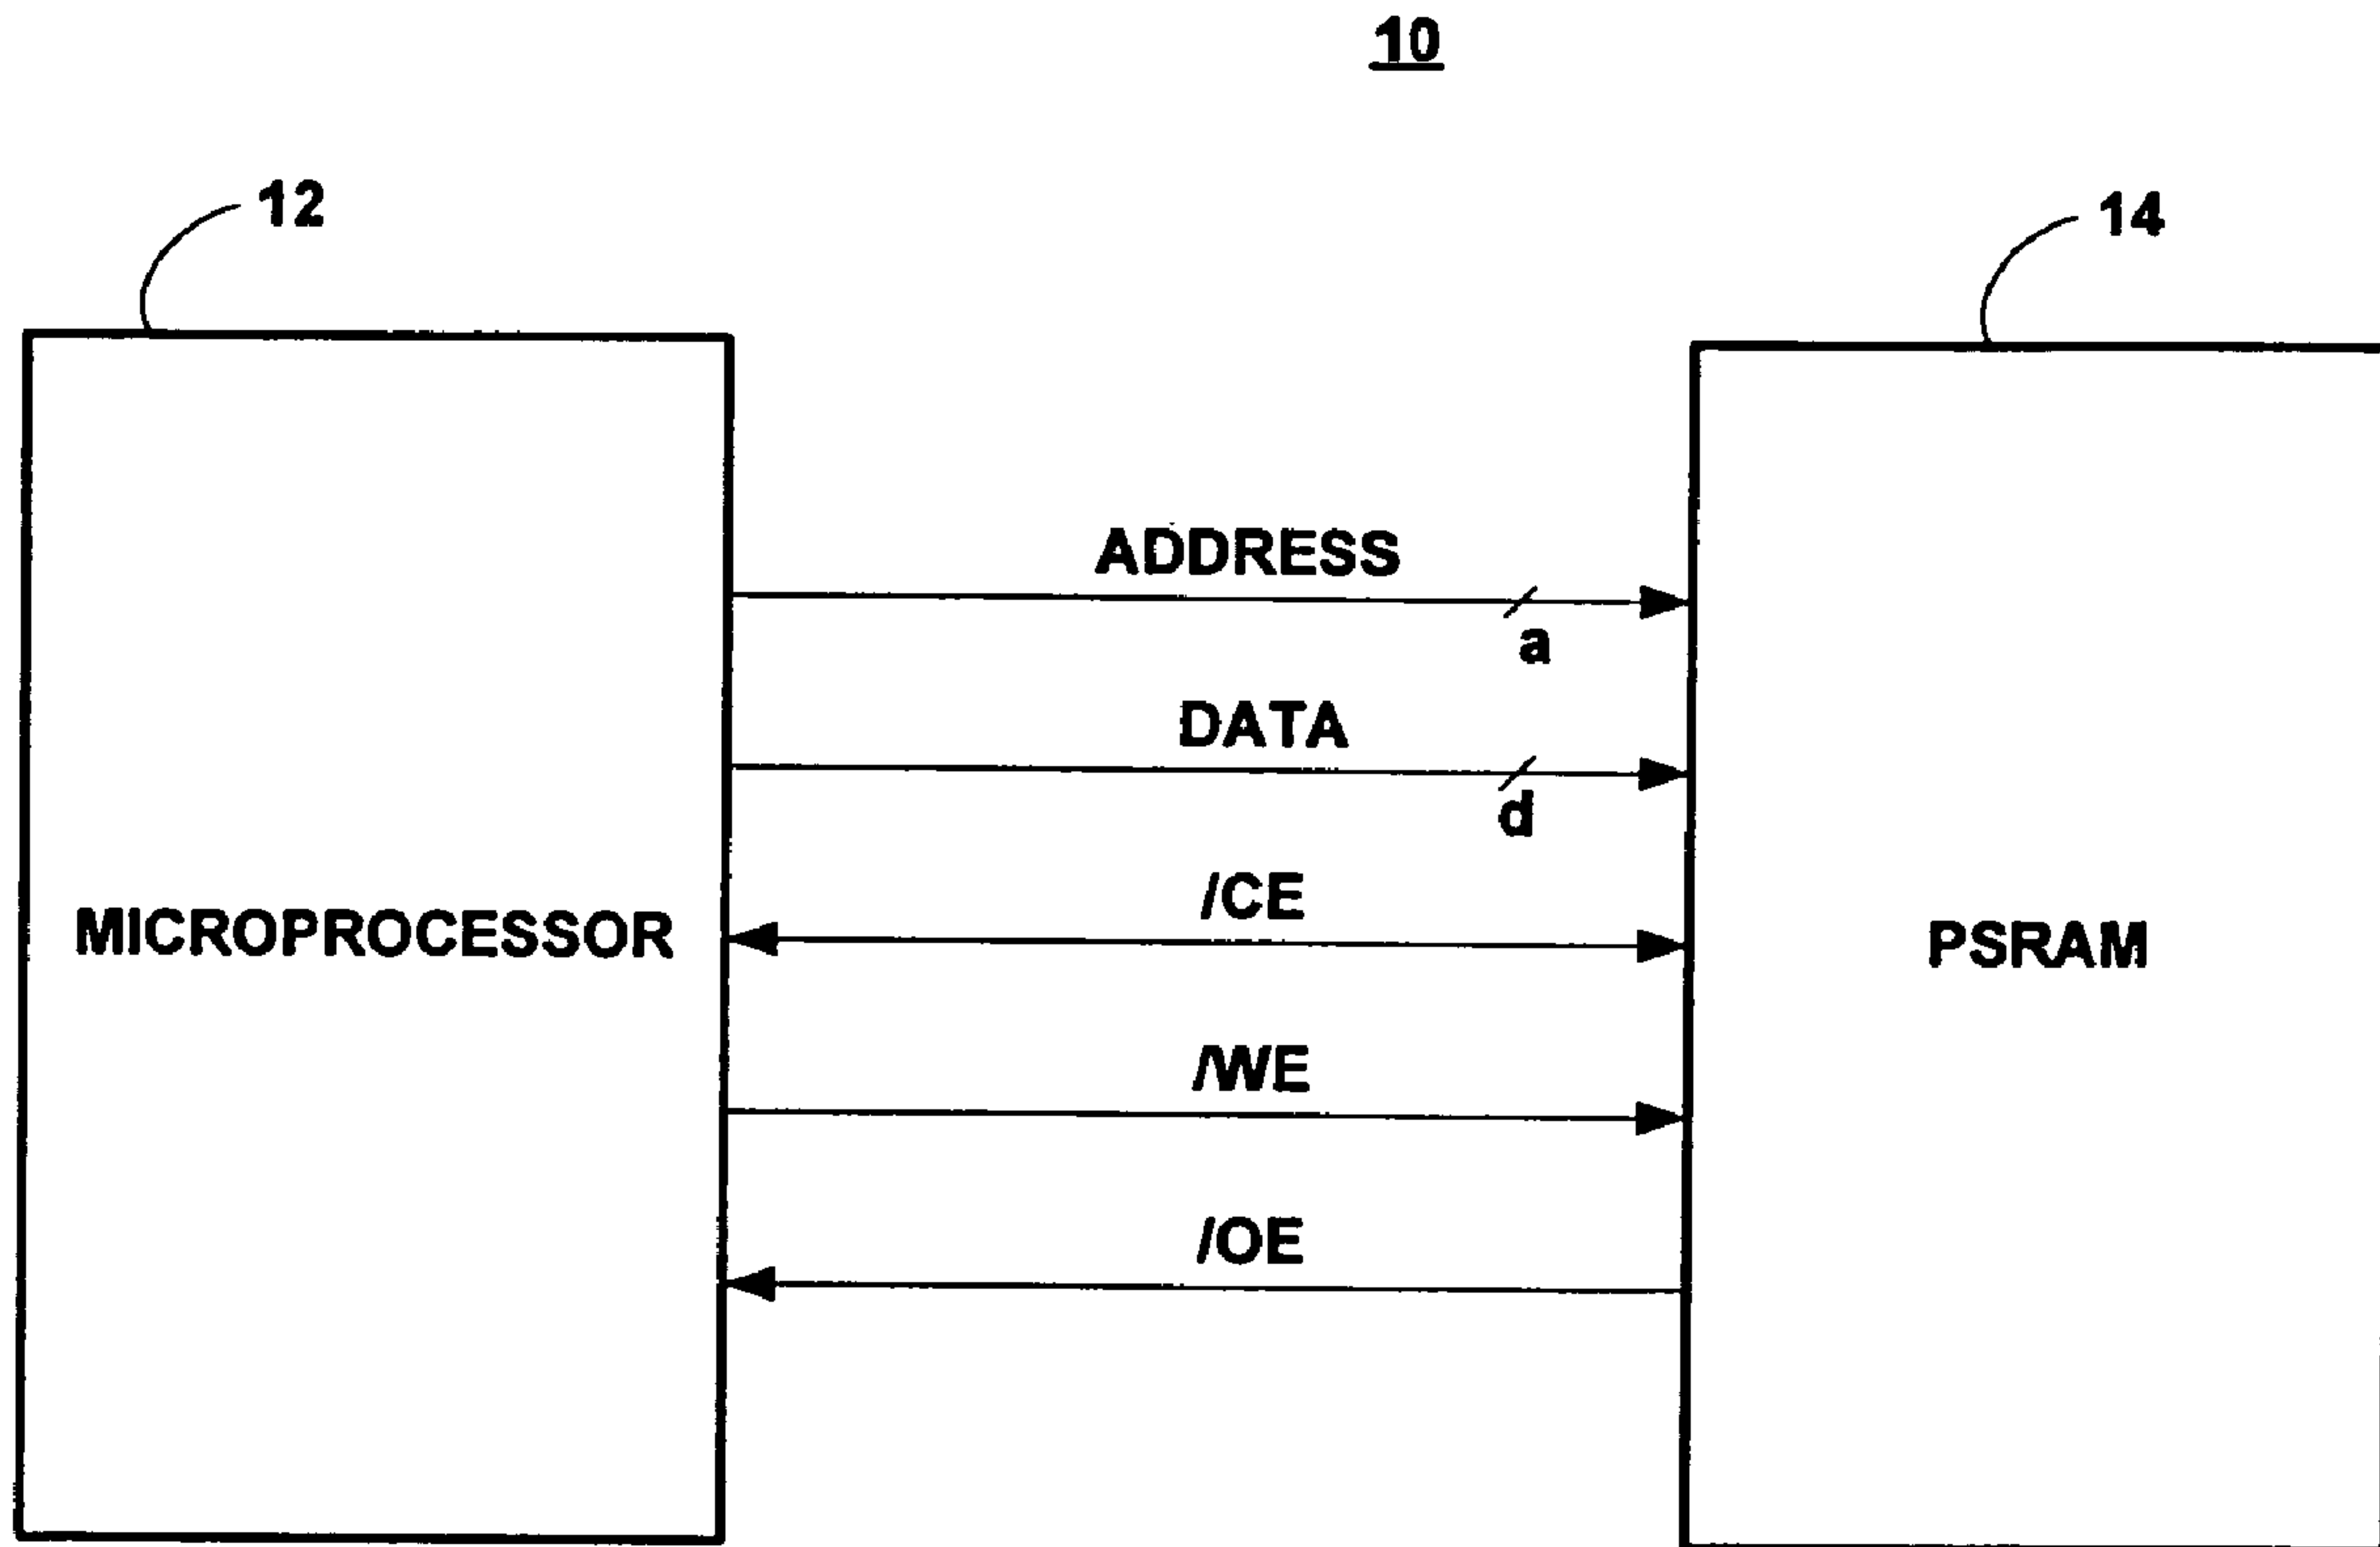 10
12
14
ADDRESS
a
DATA
d
/CE
MICROPROCESSOR
PSRAM
/WE
/OE